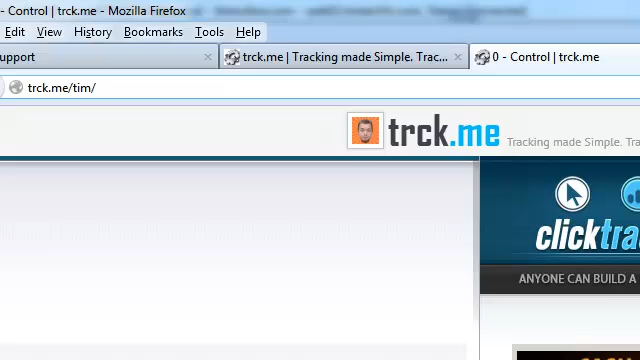 - Control | trck.me - Mozilla Firefox
Edit View History Bookmarks Tools Help
upport
trck.me | Tracking made Simple. Trac...
0 - Control | trck.me
trck.me/tim/
trck.me Tracking made Simple. Tra
clicktra
ANYONE CAN BUILD A